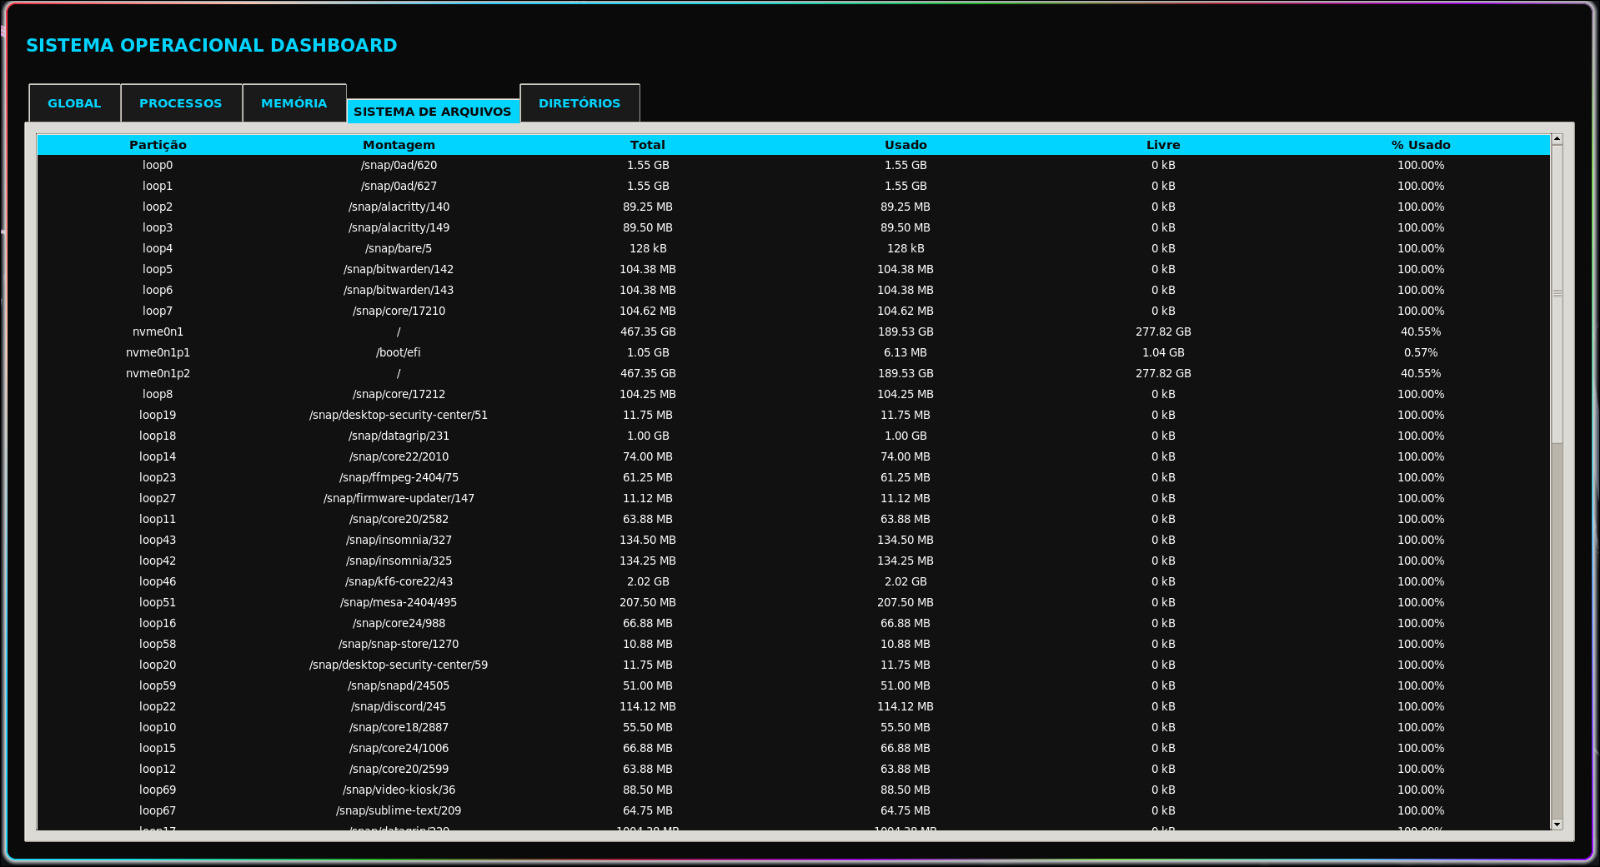 SISTEMA OPERACIONAL DASHBOARD
GLOBAL PROCESSOS MEMÓRIA SISTEMA DE ARQUIVOS DIRETÓRIOS
Partição Montagem Total Usado Livre % Usado
loop0 /snap/0ad/620 1.55 GB 1.55 GB 0 kB 100.00%
loop1 /snap/0ad/627 1.55 GB 1.55 GB 0 kB 100.00%
loop2 /snap/alacritty/140 89.25 MB 89.25 MB 0 kB 100.00%
loop3 /snap/alacritty/149 89.50 MB 89.50 MB 0 kB 100.00%
loop4 /snap/bare/5 128 kB 128 kB 0 kB 100.00%
loop5 /snap/bitwarden/142 104.38 MB 104.38 MB 0 kB 100.00%
loop6 /snap/bitwarden/143 104.38 MB 104.38 MB 0 kB 100.00%
loop7 /snap/core/17210 104.62 MB 104.62 MB 0 kB 100.00%
nvme0n1 / 467.35 GB 189.53 GB 277.82 GB 40.55%
nvme0n1p1 /boot/efi 1.05 GB 6.13 MB 1.04 GB 0.57%
nvme0n1p2 / 467.35 GB 189.53 GB 277.82 GB 40.55%
loop8 /snap/core/17212 104.25 MB 104.25 MB 0 kB 100.00%
loop19 /snap/desktop-security-center/51 11.75 MB 11.75 MB 0 kB 100.00%
loop18 /snap/datagrip/231 1.00 GB 1.00 GB 0 kB 100.00%
loop14 /snap/core22/2010 74.00 MB 74.00 MB 0 kB 100.00%
loop23 /snap/ffmpeg-2404/75 61.25 MB 61.25 MB 0 kB 100.00%
loop27 /snap/firmware-updater/147 11.12 MB 11.12 MB 0 kB 100.00%
loop11 /snap/core20/2582 63.88 MB 63.88 MB 0 kB 100.00%
loop43 /snap/insomnia/327 134.50 MB 134.50 MB 0 kB 100.00%
loop42 /snap/insomnia/325 134.25 MB 134.25 MB 0 kB 100.00%
loop46 /snap/kf6-core22/43 2.02 GB 2.02 GB 0 kB 100.00%
loop51 /snap/mesa-2404/495 207.50 MB 207.50 MB 0 kB 100.00%
loop16 /snap/core24/988 66.88 MB 66.88 MB 0 kB 100.00%
loop58 /snap/snap-store/1270 10.88 MB 10.88 MB 0 kB 100.00%
loop20 /snap/desktop-security-center/59 11.75 MB 11.75 MB 0 kB 100.00%
loop59 /snap/snapd/24505 51.00 MB 51.00 MB 0 kB 100.00%
loop22 /snap/discord/245 114.12 MB 114.12 MB 0 kB 100.00%
loop10 /snap/core18/2887 55.50 MB 55.50 MB 0 kB 100.00%
loop15 /snap/core24/1006 66.88 MB 66.88 MB 0 kB 100.00%
loop12 /snap/core20/2599 63.88 MB 63.88 MB 0 kB 100.00%
loop69 /snap/video-kiosk/36 88.50 MB 88.50 MB 0 kB 100.00%
loop67 /snap/sublime-text/209 64.75 MB 64.75 MB 0 kB 100.00%